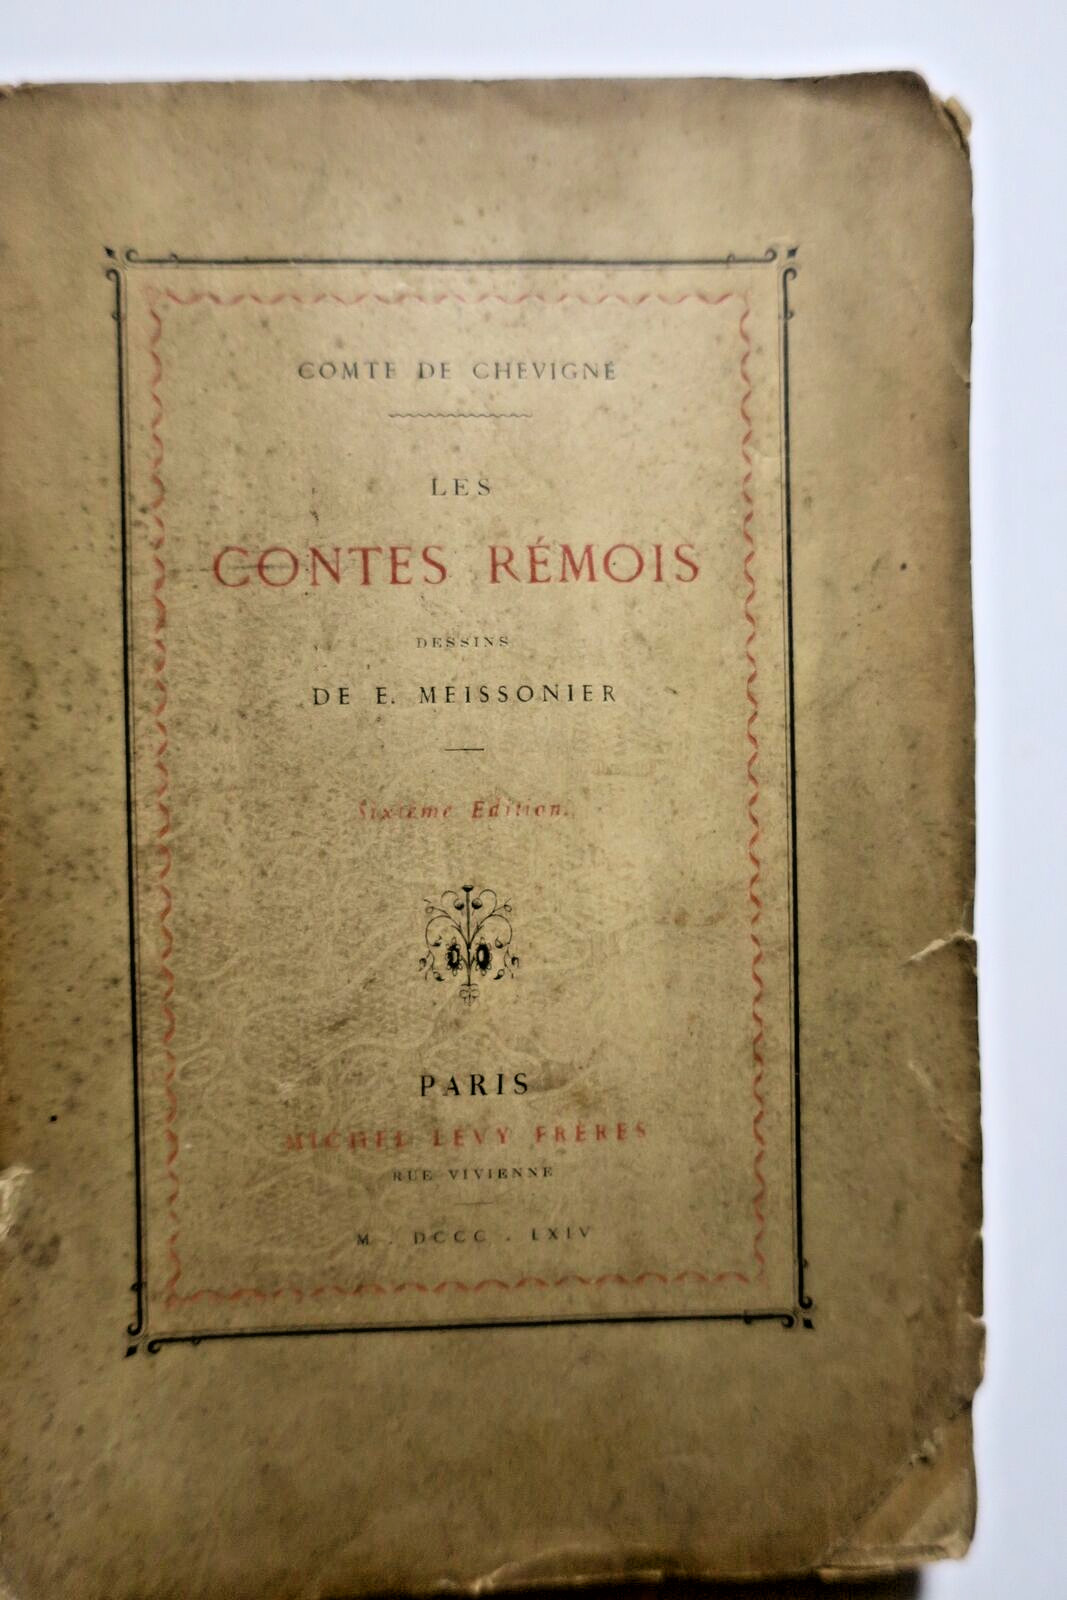 COMTE DE CHEVIGNÉ
LES
CONTES RÉMOIS
DESSINS
DE E. MEISSONIER
Sixième Edition.
PARIS
MICHEL LÉVY FRÈRES
RUE VIVIENNE
M . DCCC . LXIV